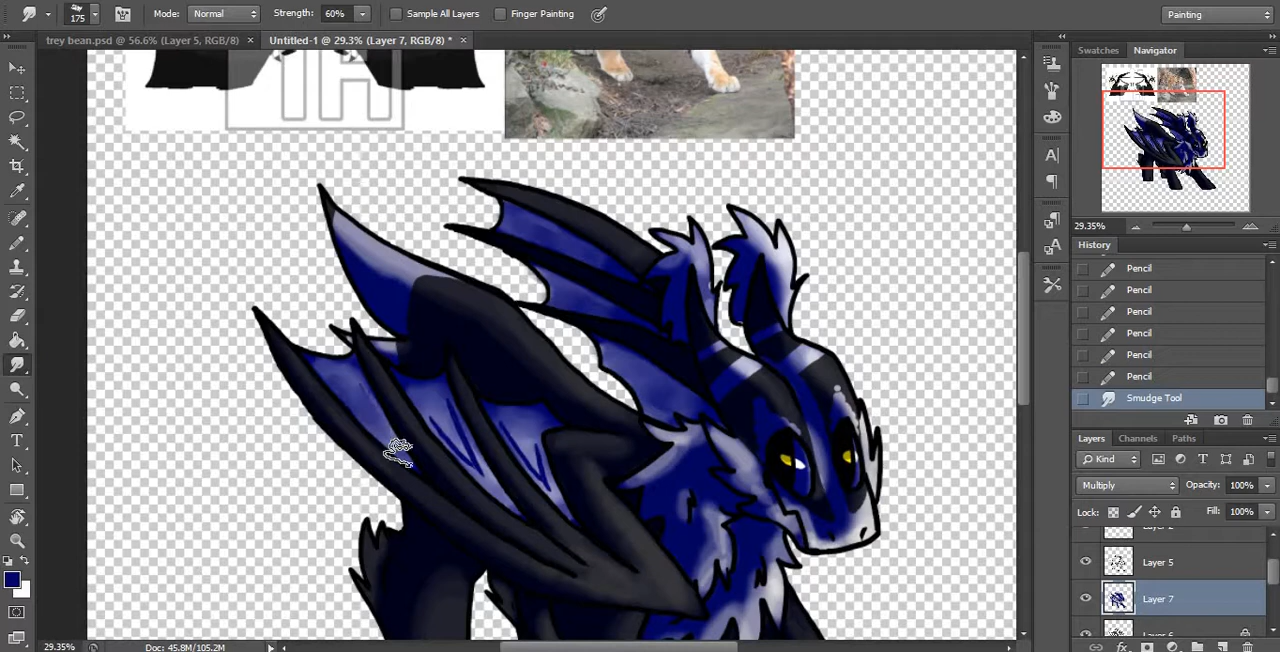 175 Mode: Normal Strength: 60% Sample All Layers Finger Painting Painting
trey bean.psd @ 56.6% (Layer 5, RGB/8) × Untitled-1 @ 29.3% (Layer 7, RGB/8) * ×
Swatches Navigator
29.35%
History
Pencil
Pencil
Pencil
Pencil
Pencil
Pencil
Smudge Tool
Layers Channels Paths
Kind
Multiply Opacity: 100%
Lock: Fill: 100%
Layer 5
Layer 7
29.35% Doc: 45.8M/105.2M